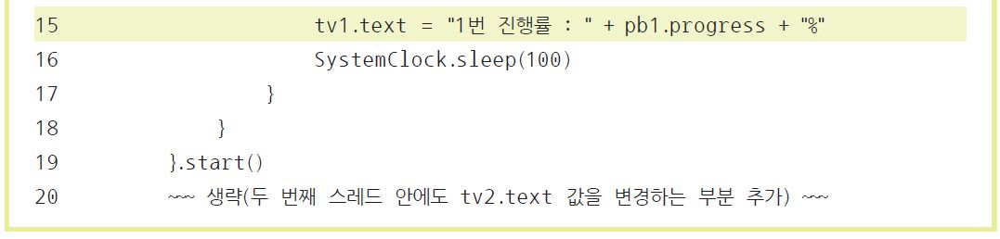 15 tv1.text = "1번 진행률 : " + pb1.progress + "%"
16 SystemClock.sleep(100)
17 }
18 }
19 }.start()
20 ~~~ 생략(두 번째 스레드 안에도 tv2.text 값을 변경하는 부분 추가) ~~~